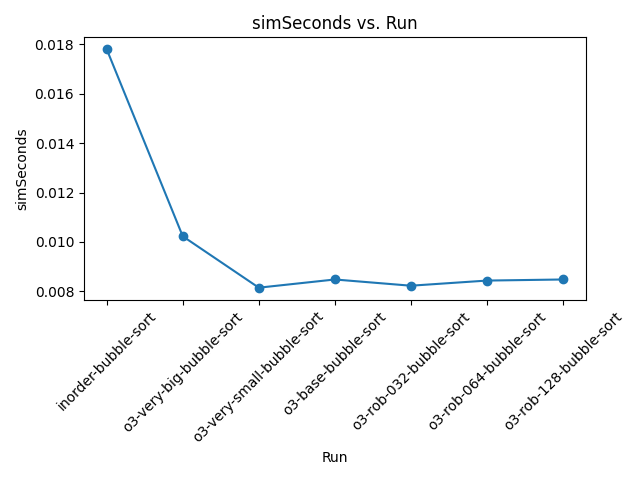 simSeconds vs. Run
simSeconds
0.018
0.016
0.014
0.012
0.010
0.008
inorder-bubble-sort
o3-very-big-bubble-sort
o3-very-small-bubble-sort
o3-base-bubble-sort
o3-rob-032-bubble-sort
o3-rob-064-bubble-sort
o3-rob-128-bubble-sort
Run